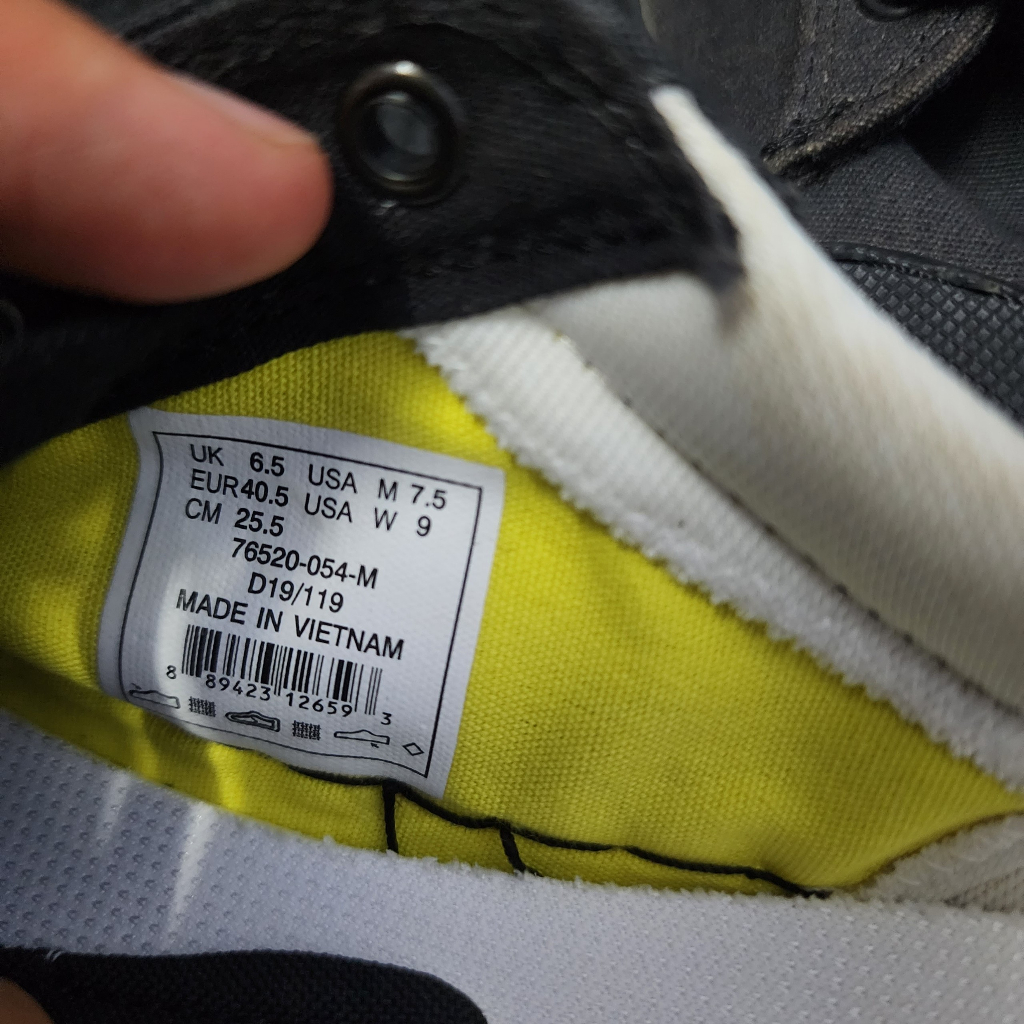 UK 6.5 USA M 7.5
EUR40.5 USA W 9
CM 25.5
76520-054-M
D19/119
MADE IN VIETNAM
8 89423 12659 3